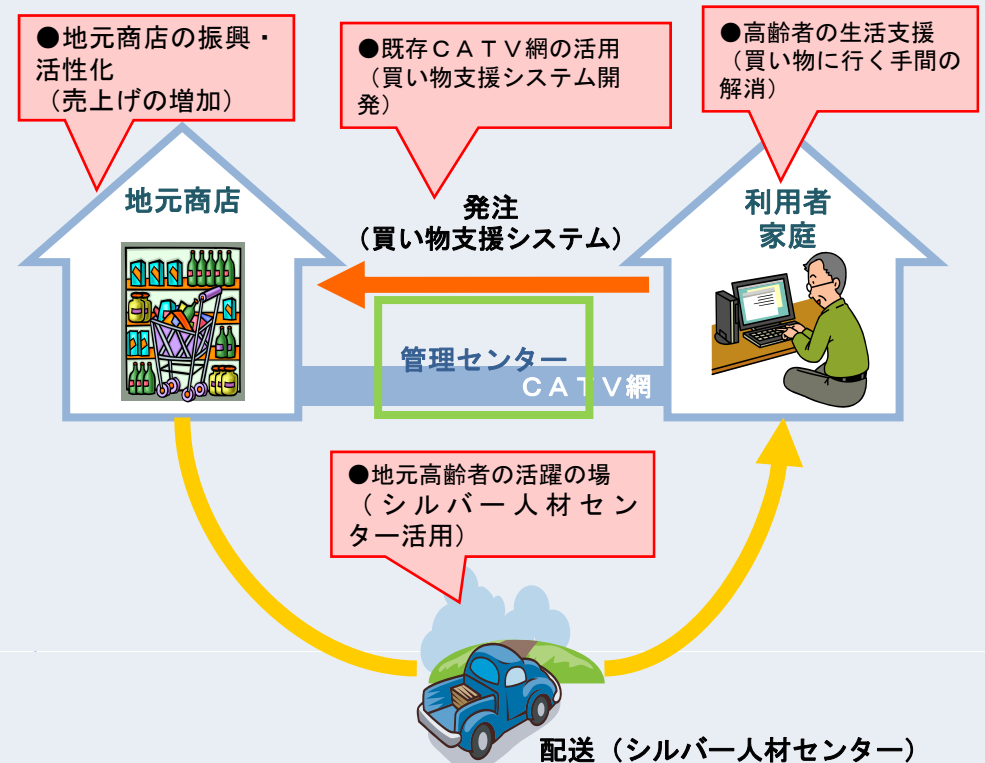 ●地元商店の振興・
活性化
（売上げの増加）
●既存ＣＡＴＶ網の活用
（買い物支援システム開
発）
●高齢者の生活支援
（買い物に行く手間の
解消）
地元商店
発注
（買い物支援システム）
利用者
家庭
管理センター
ＣＡＴＶ網
●地元高齢者の活躍の場
（シルバー人材セン
ター活用）
配送（シルバー人材センター）